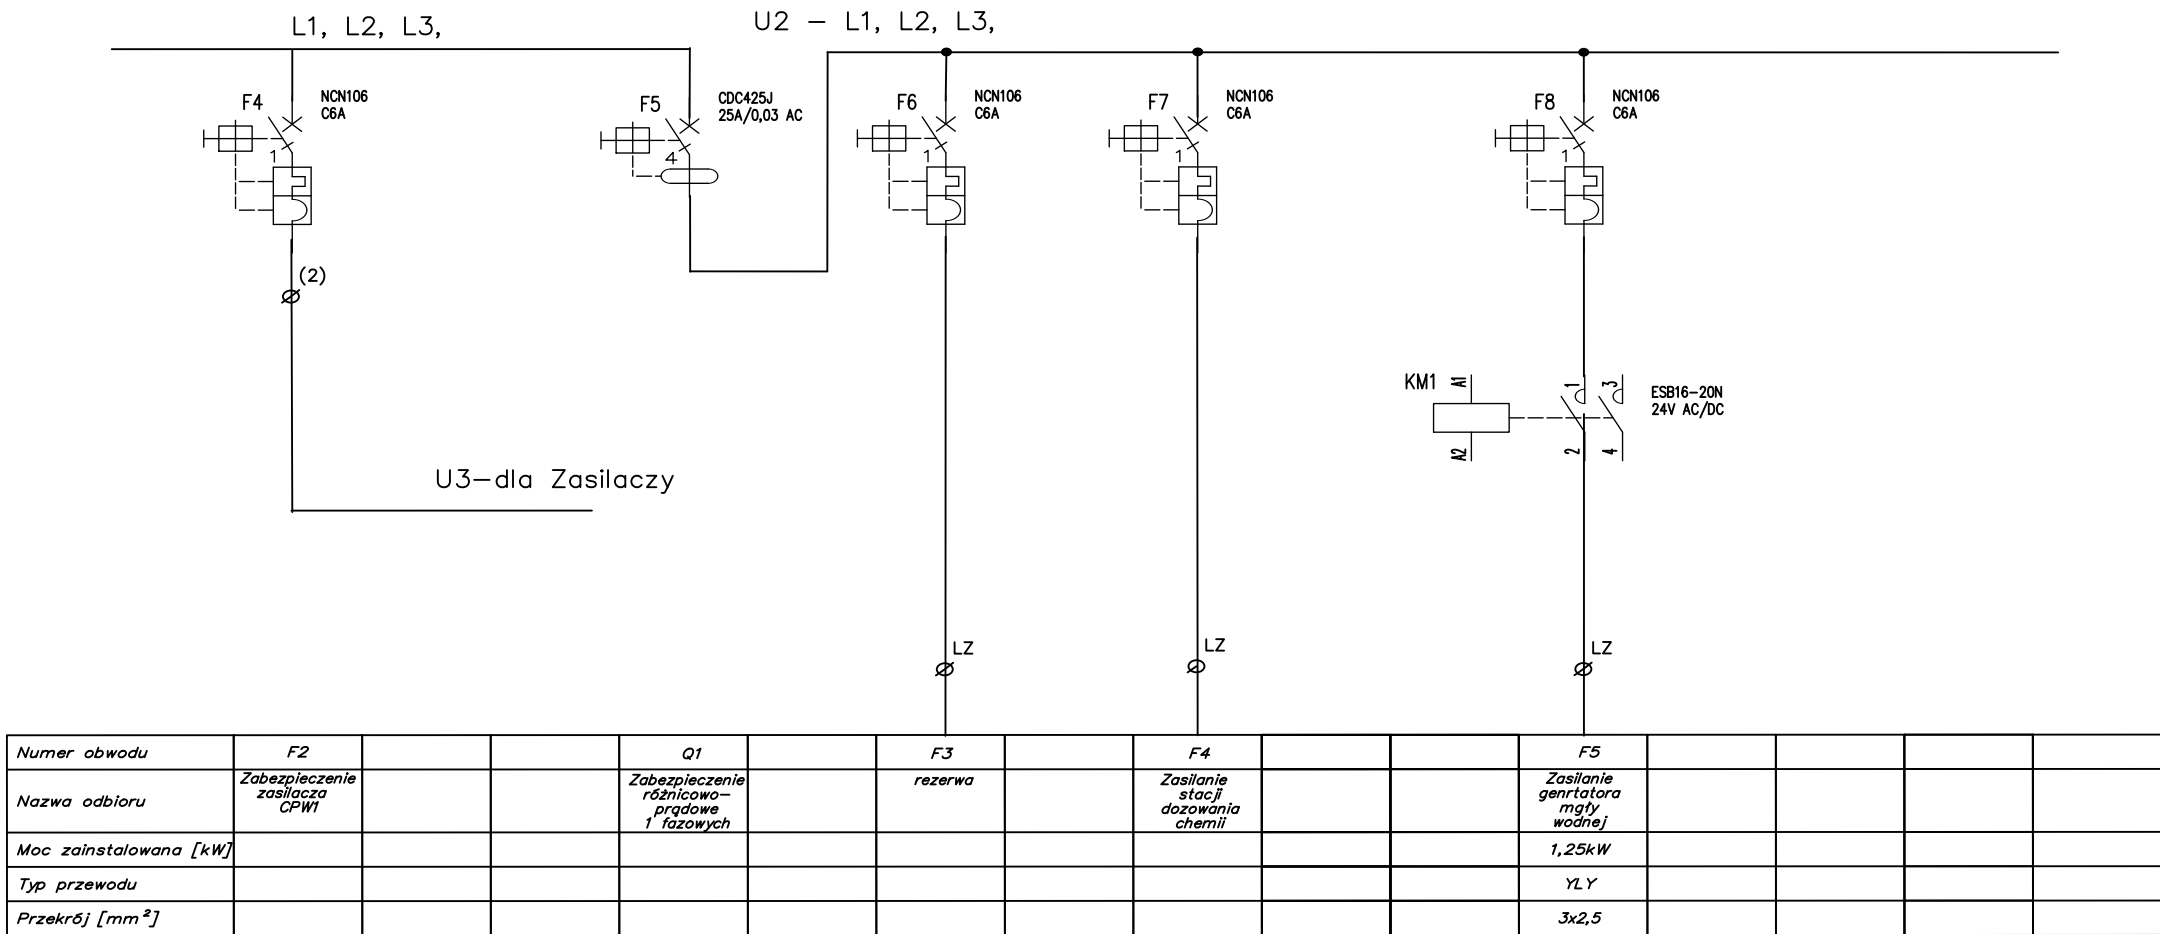 L1, L2, L3,
U2 - L1, L2, L3,
F4
NCN106
C6A
1
(2)
U3-dla Zasilaczy
F5
CDC425J
25A/0,03 AC
4
F6
NCN106
C6A
1
LZ
F7
NCN106
C6A
1
LZ
F8
NCN106
C6A
1
KM1
A1
A2
1
3
2
4
ESB16-20N
24V AC/DC
LZ
Numer obwodu
F2
Q1
F3
F4
F5
Nazwa odbioru
Zabezpieczenie
zasilacza
CPW1
Zabezpieczenie
różnicowo-
prądowe
1 fazowych
rezerwa
Zasilanie
stacji
dozowania
chemii
Zasilanie
genrtatora
mgły
wodnej
Moc zainstalowana [kW]
1,25kW
Typ przewodu
YLY
Przekrój [mm²]
3x2,5